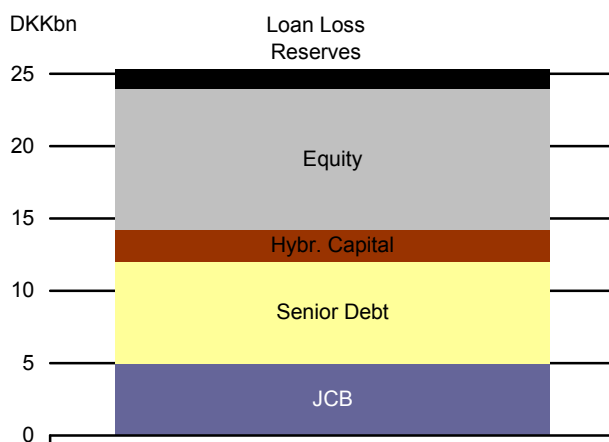 DKKbn
Loan Loss
Reserves
25
20
Equity
15
Hybr. Capital
10
Senior Debt
5
JCB
0